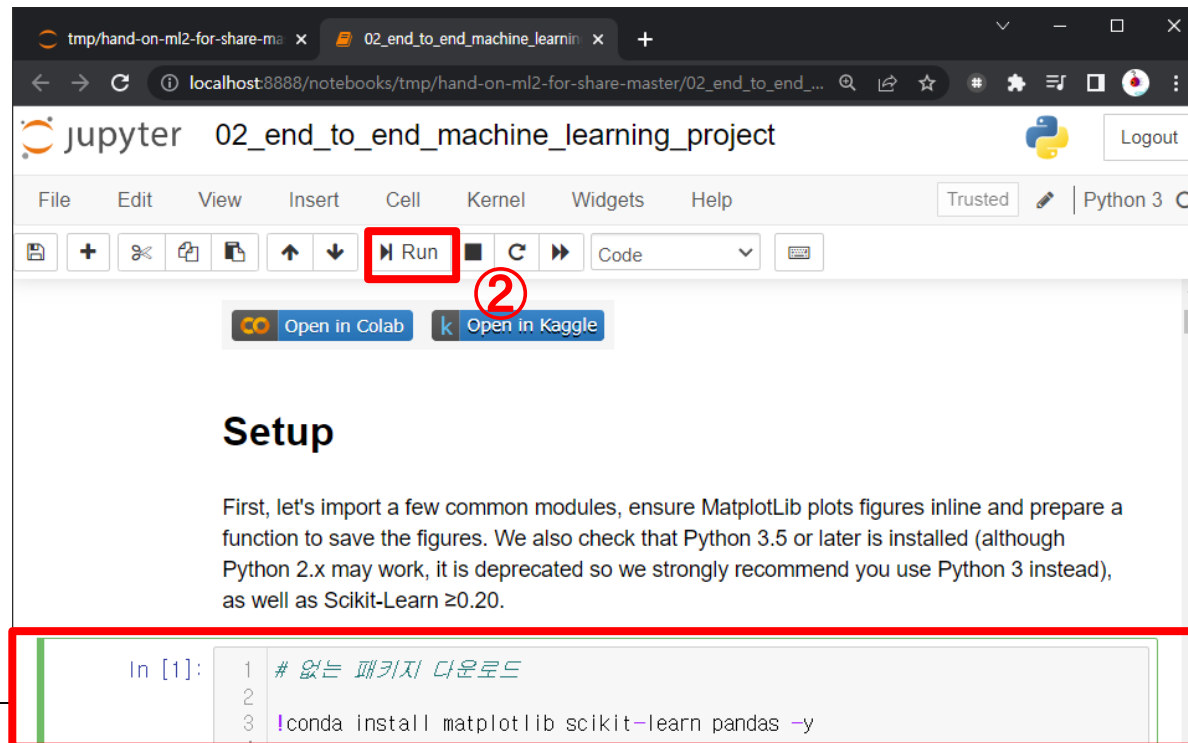 tmp/hand-on-ml2-for-share-ma
02_end_to_end_machine_learnin
localhost:8888/notebooks/tmp/hand-on-ml2-for-share-master/02_end_to_end_...
jupyter 02_end_to_end_machine_learning_project
Logout
File Edit View Insert Cell Kernel Widgets Help Trusted Python 3
Run Code
②
Open in Colab k Open in Kaggle
Setup
First, let's import a few common modules, ensure MatplotLib plots figures inline and prepare a
function to save the figures. We also check that Python 3.5 or later is installed (although
Python 2.x may work, it is deprecated so we strongly recommend you use Python 3 instead),
as well as Scikit-Learn ≥0.20.
In [1]: 1 # 없는 패키지 다운로드
2
3 !conda install matplotlib scikit-learn pandas -y